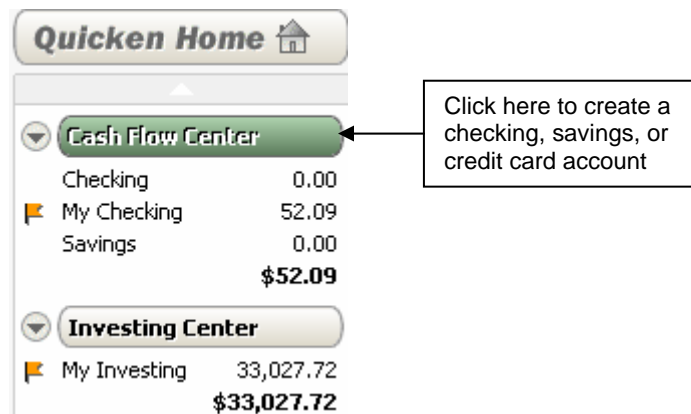 Quicken Home
Cash Flow Center
Click here to create a
checking, savings, or
credit card account
Checking 0.00
My Checking 52.09
Savings 0.00
$52.09
Investing Center
My Investing 33,027.72
$33,027.72